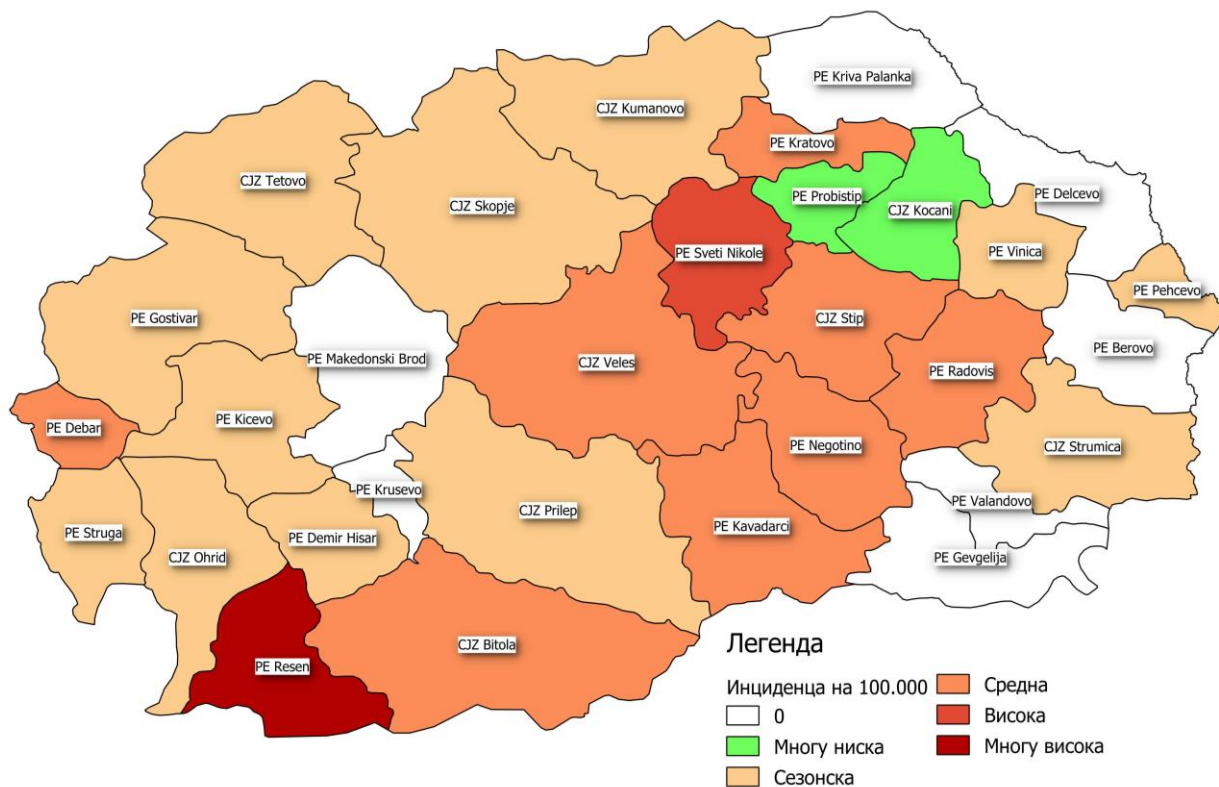 PE Kriva Palanka
CJZ Kumanovo
PE Kratovo
CJZ Tetovo
PE Probistip
PE Delcevo
CJZ Skopje
CJZ Kocani
PE Sveti Nikole
PE Vinica
PE Pehcevo
PE Gostivar
CJZ Stip
PE Makedonski Brod
CJZ Veles
PE Berovo
PE Radovis
PE Kicevo
PE Debar
PE Negotino
CJZ Strumica
PE Krusevo
PE Valandovo
CJZ Prilep
PE Kavadarci
PE Struga
PE Demir Hisar
CJZ Ohrid
PE Gevgelija
CJZ Bitola
PE Resen
Легенда
Инциденца на 100.000
0
Многу ниска
Сезонска
Средна
Висока
Многу висока